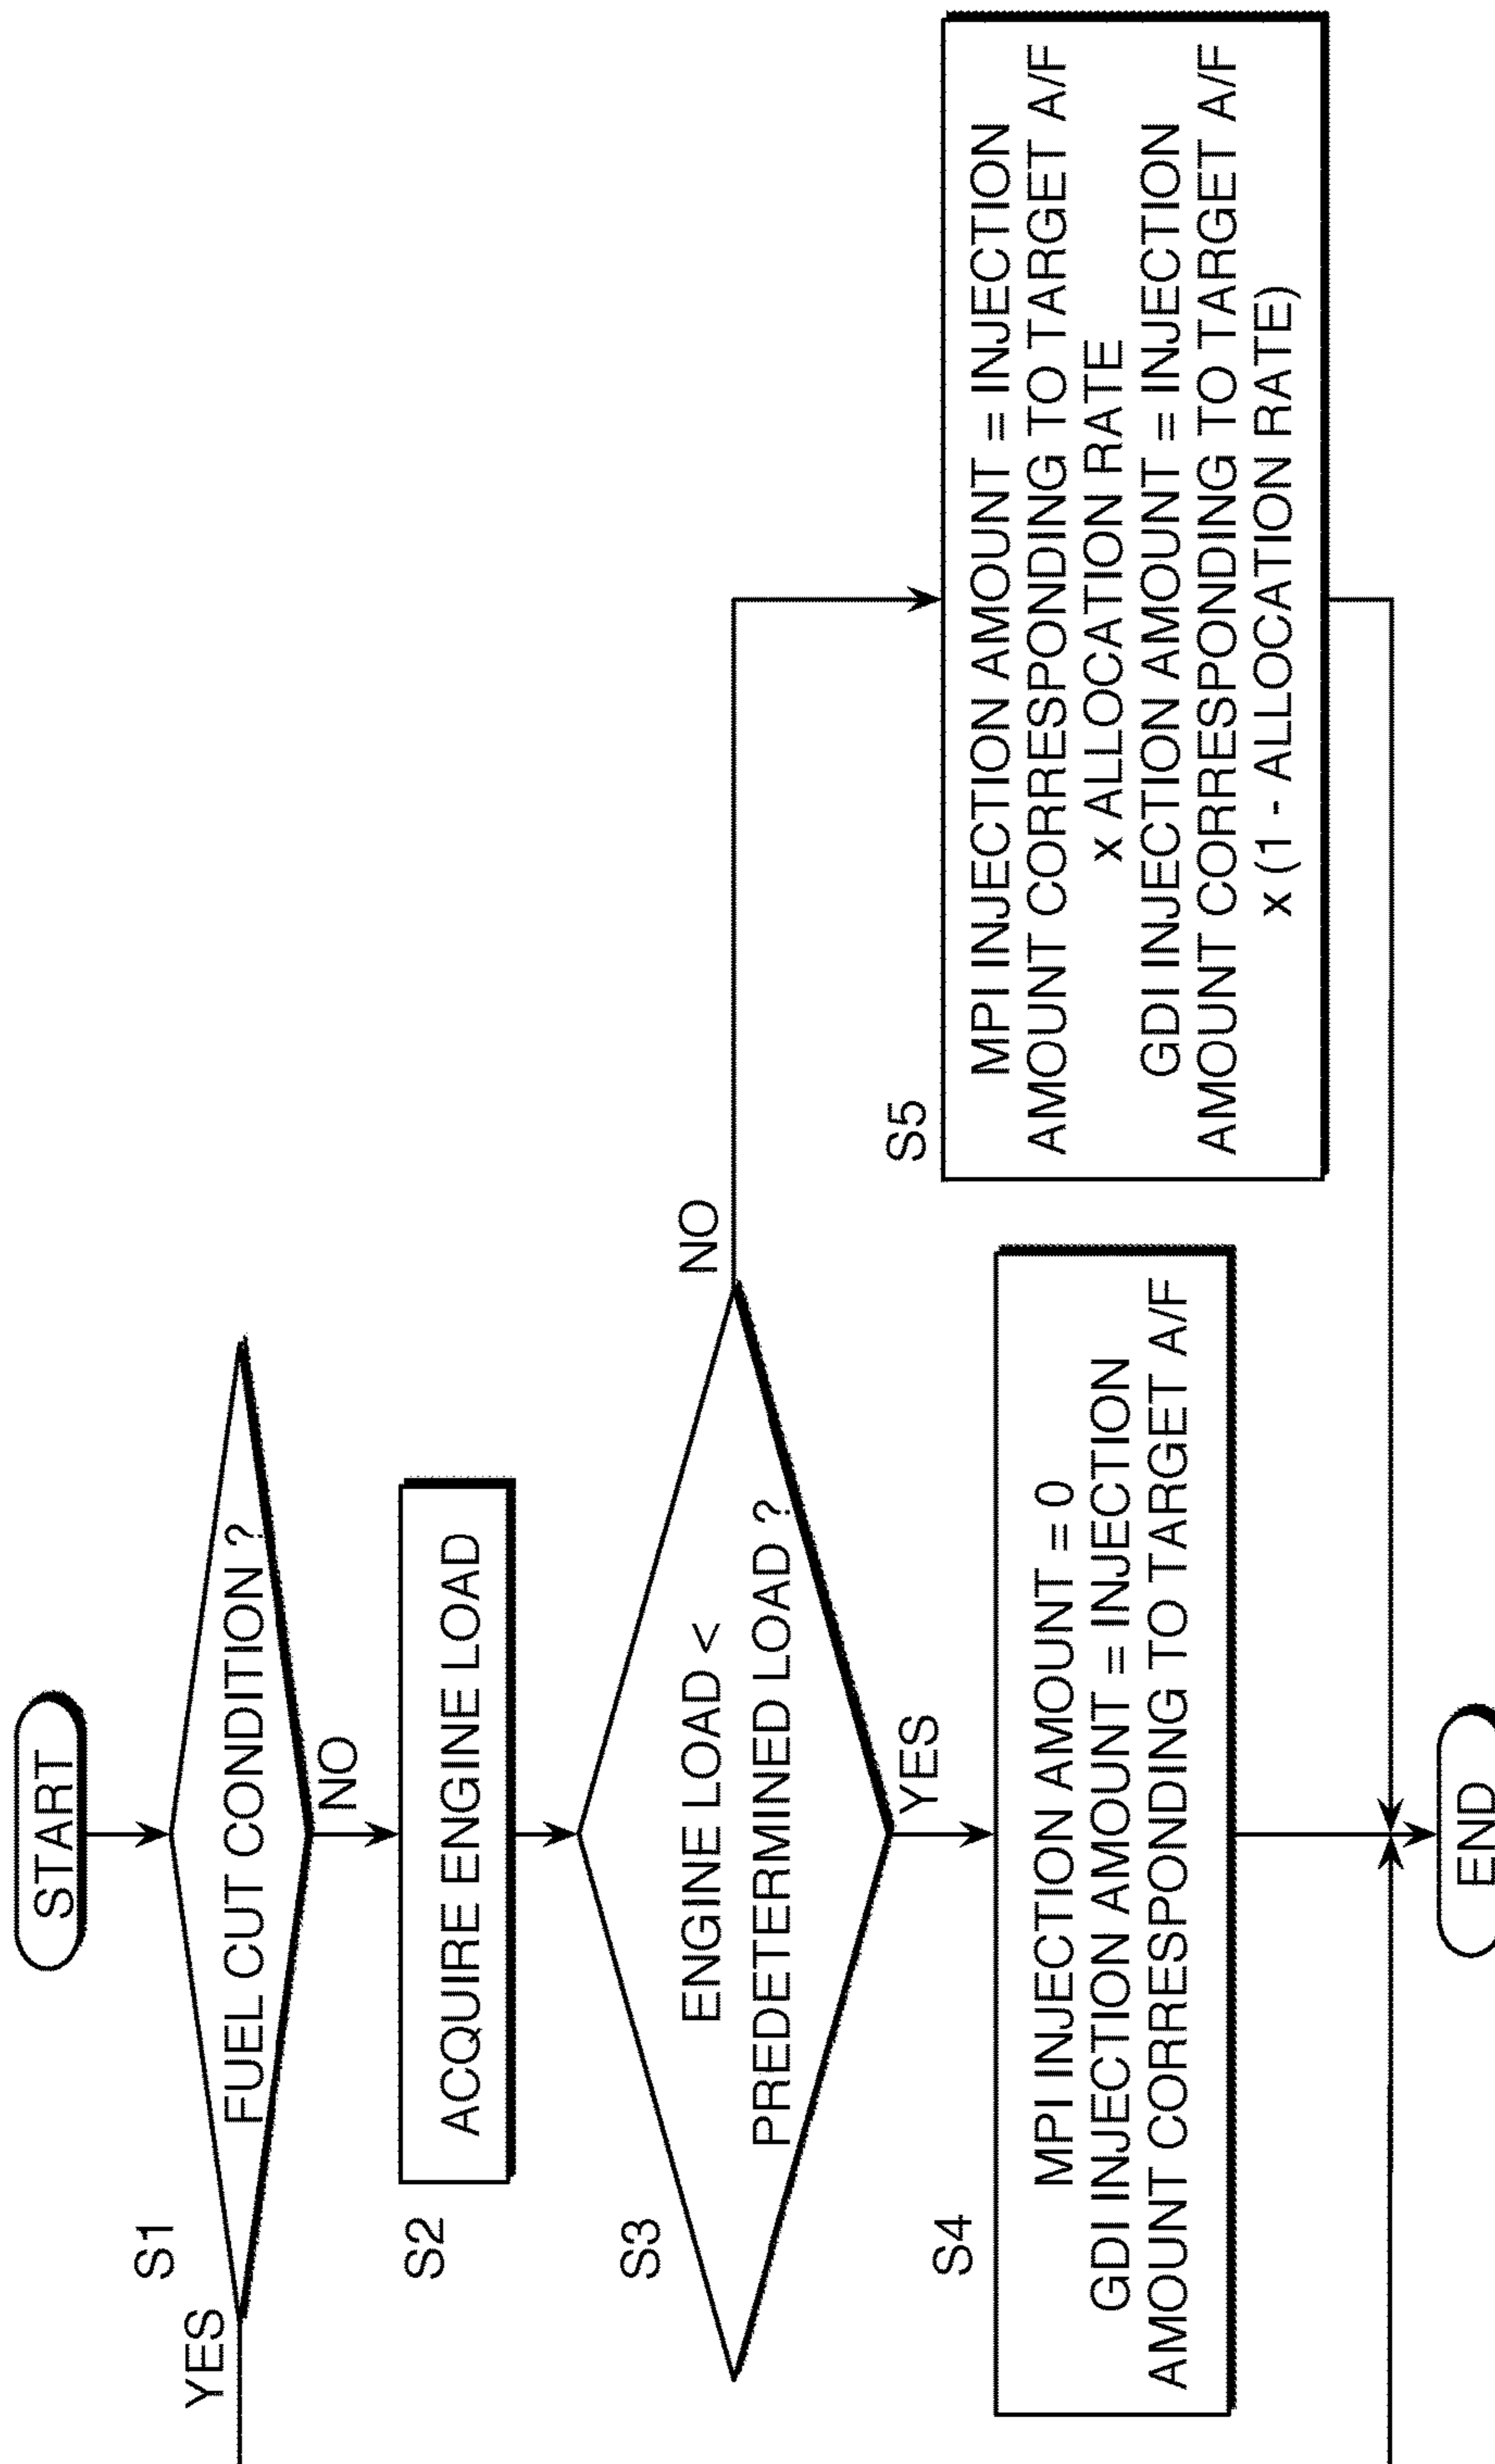 START
S1
FUEL CUT CONDITION ?
YES
NO
S2
ACQUIRE ENGINE LOAD
S3
ENGINE LOAD <
PREDETERMINED LOAD ?
NO
YES
S4
MPI INJECTION AMOUNT = 0
GDI INJECTION AMOUNT = INJECTION
AMOUNT CORRESPONDING TO TARGET A/F
S5
MPI INJECTION AMOUNT = INJECTION
AMOUNT CORRESPONDING TO TARGET A/F
x ALLOCATION RATE
GDI INJECTION AMOUNT = INJECTION
AMOUNT CORRESPONDING TO TARGET A/F
x (1 - ALLOCATION RATE)
END